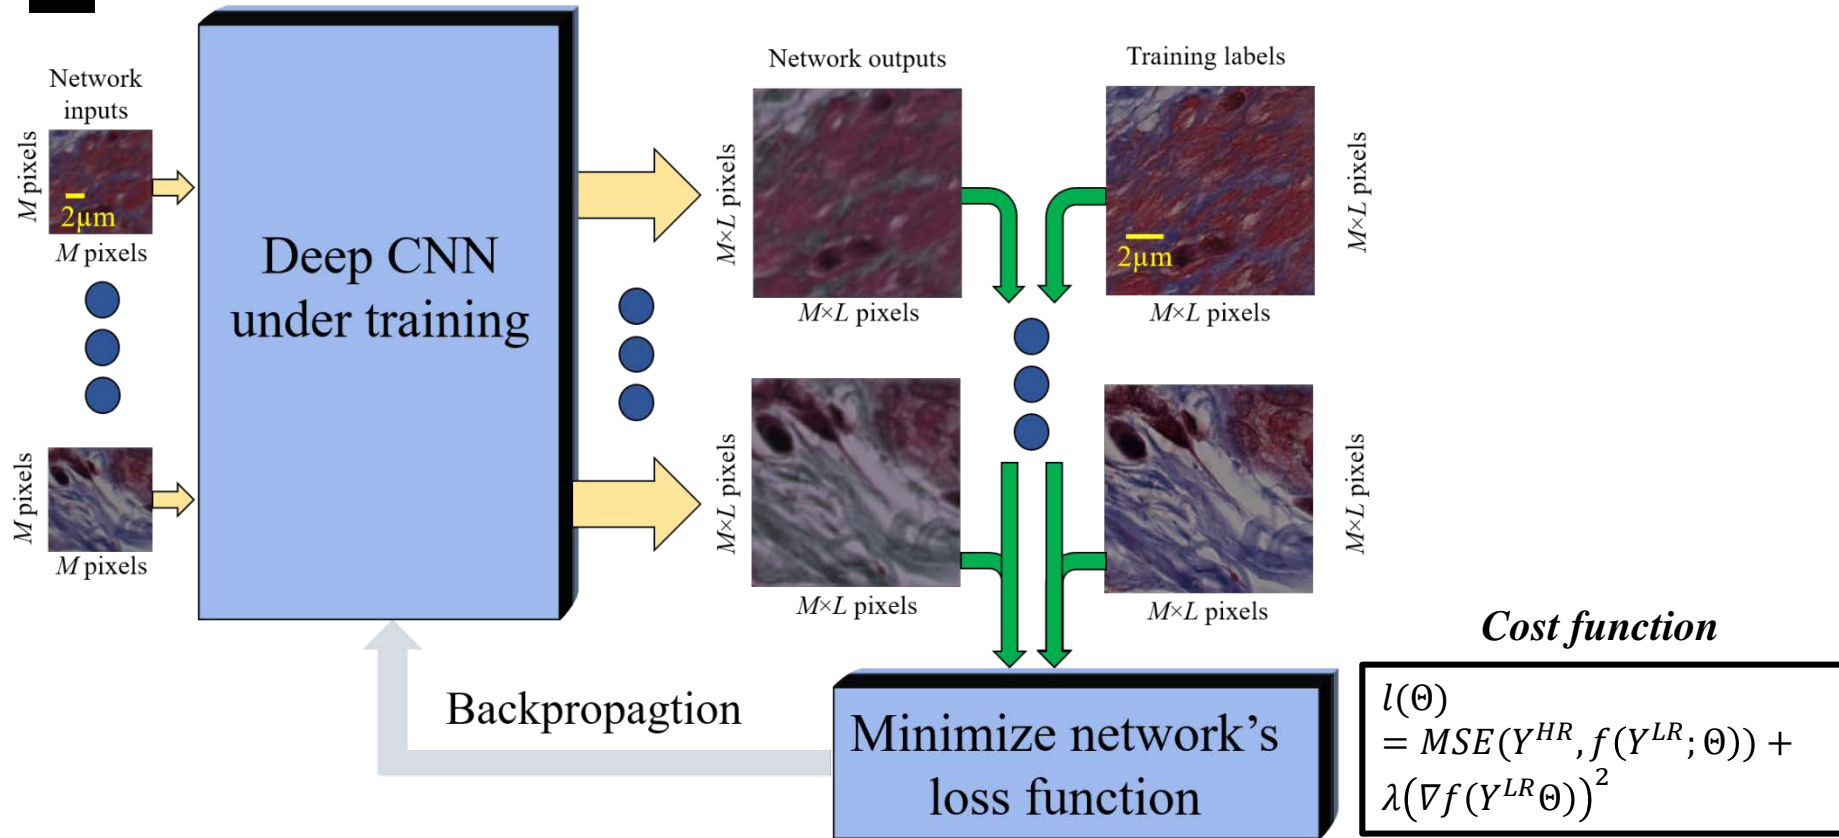 Network
inputs
M pixels
2µm
M pixels
M pixels
M pixels
Deep CNN
under training
Network outputs
M×L pixels
M×L pixels
M×L pixels
M×L pixels
Training labels
2µm
M×L pixels
M×L pixels
M×L pixels
M×L pixels
Backpropagtion
Minimize network’s
loss function
Cost function
l(Θ)
= MSE(Y^{HR}, f(Y^{LR}; Θ)) +
λ(∇f(Y^{LR}Θ))^2